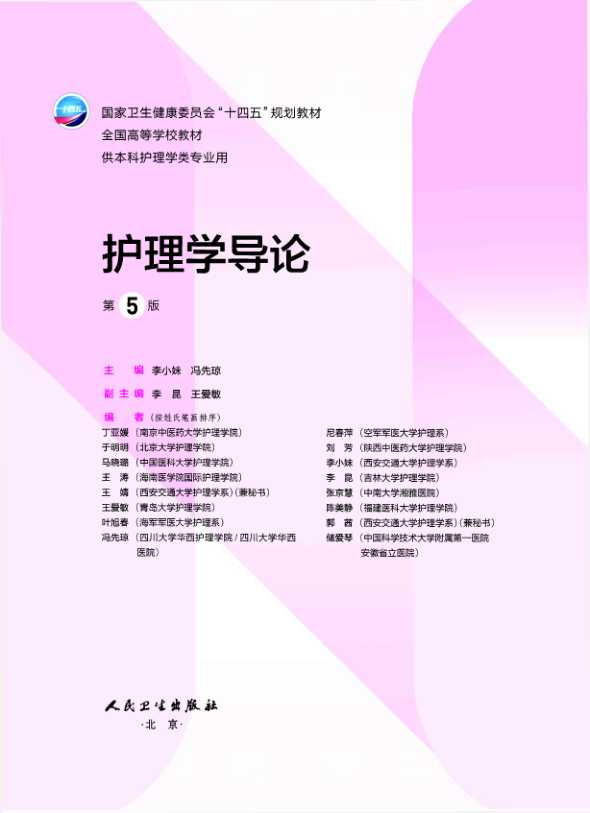 十四五
国家卫生健康委员会“十四五”规划教材
全国高等学校教材
供本科护理学类专业用
护理学导论
第 5 版
主 编 李小妹 冯先琼
副主编 李 昆 王爱敏
编 者（按姓氏笔画排序）
丁亚媛（南京中医药大学护理学院）
于明明（北京大学护理学院）
马晓璐（中国医科大学护理学院）
王 涛（海南医学院国际护理学院）
王 婧（西安交通大学护理学系）（兼秘书）
王爱敏（青岛大学护理学院）
叶旭春（海军军医大学护理系）
冯先琼（四川大学华西护理学院 / 四川大学华西
医院）
尼春萍（空军军医大学护理系）
刘 芳（陕西中医药大学护理学院）
李小妹（西安交通大学护理学系）
李 昆（吉林大学护理学院）
张京慧（中南大学湘雅医院）
陈美静（福建医科大学护理学院）
郭 茜（西安交通大学护理学系）（兼秘书）
储爱琴（中国科学技术大学附属第一医院
安徽省立医院）
人民卫生出版社
·北 京·